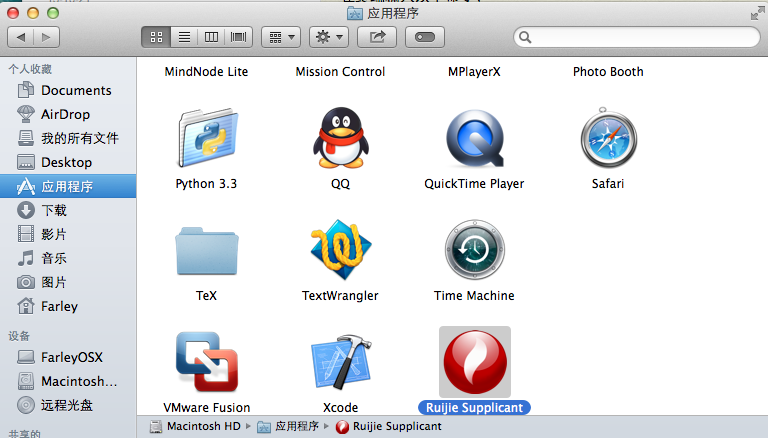 应用程序
个人收藏
Documents
AirDrop
我的所有文件
Desktop
应用程序
下载
影片
音乐
图片
Farley
设备
FarleyOSX
Macintosh...
远程光盘
共享的
MindNode Lite
Mission Control
MPlayerX
Photo Booth
Python 3.3
QQ
QuickTime Player
Safari
TeX
TextWrangler
Time Machine
VMware Fusion
Xcode
Ruijie Supplicant
Macintosh HD ▸ 应用程序 ▸ Ruijie Supplicant